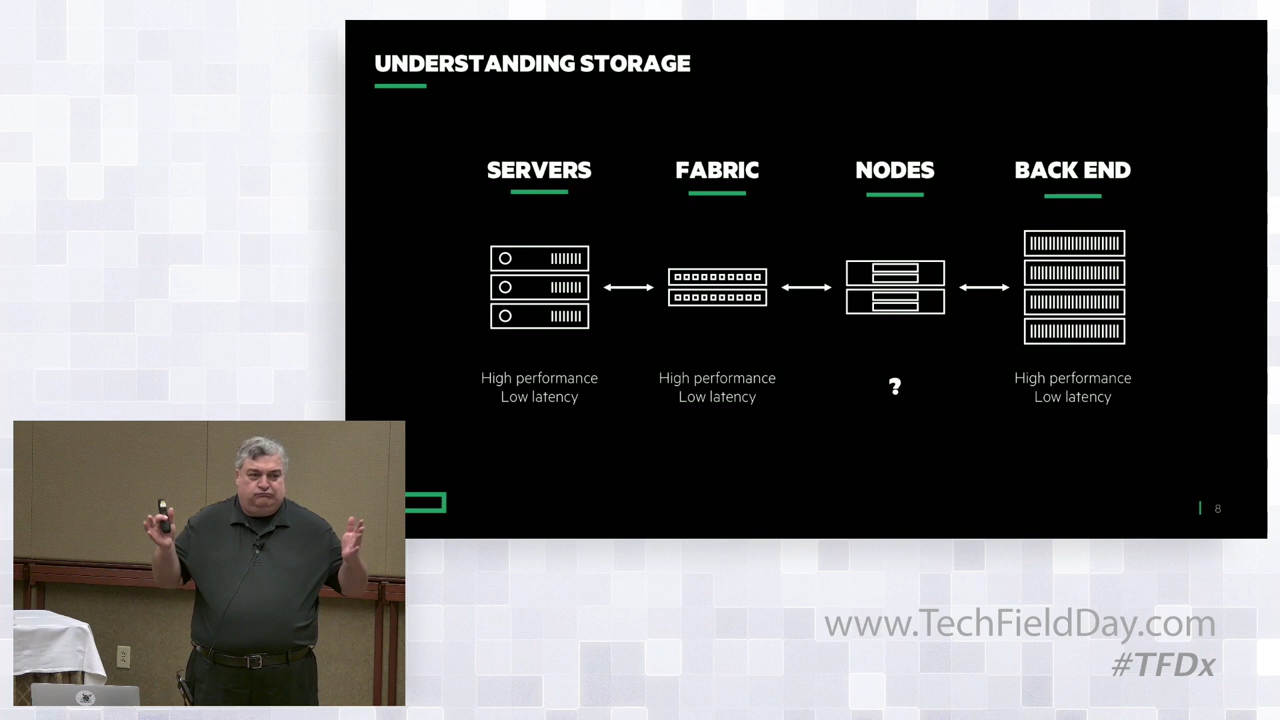 UNDERSTANDING STORAGE
SERVERS
FABRIC
NODES
BACK END
High performance
Low latency
High performance
Low latency
?
High performance
Low latency
8
www.TechFieldDay.com
#TFDx